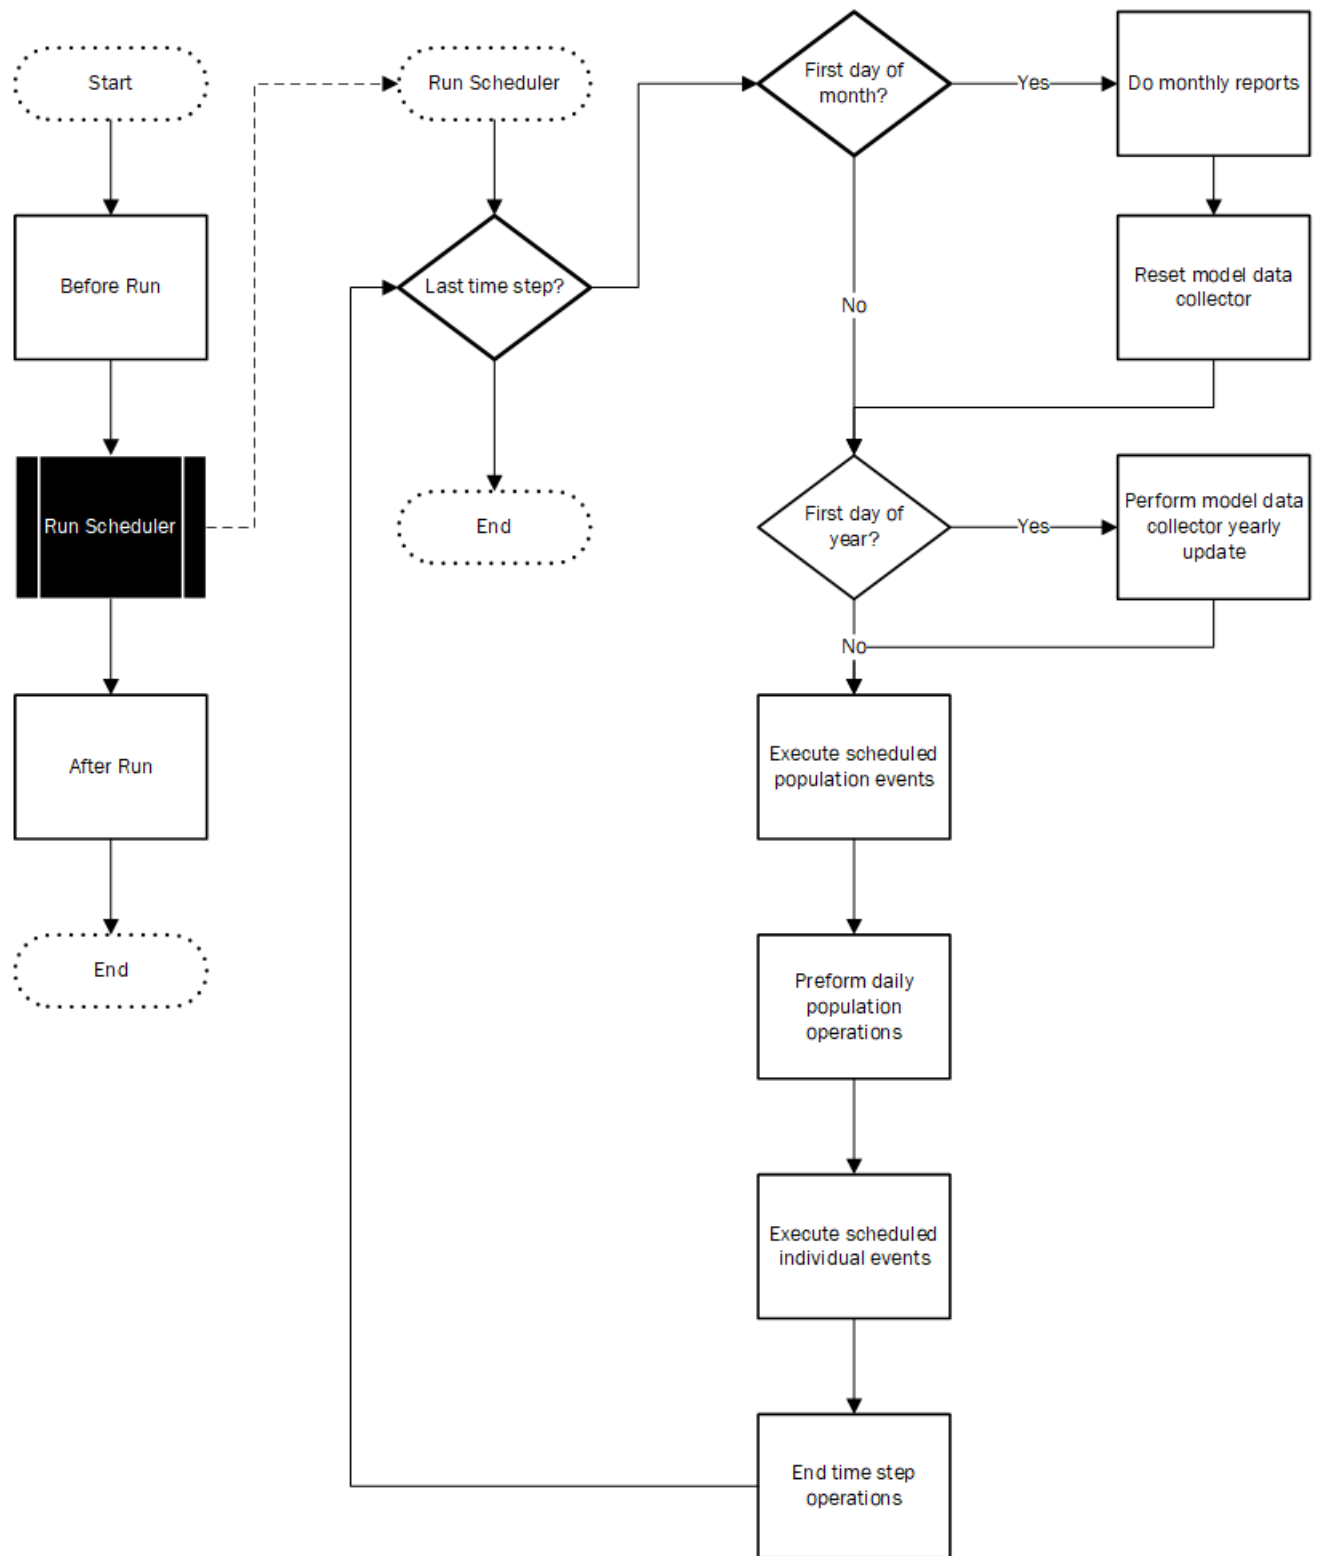 Start
Before Run
Run Scheduler
After Run
End
Run Scheduler
Last time step?
End
First day of
month?
Yes
Do monthly reports
Reset model data
collector
No
First day of
year?
Yes
Perform model data
collector yearly
update
No
Execute scheduled
population events
Preform daily
population
operations
Execute scheduled
individual events
End time step
operations